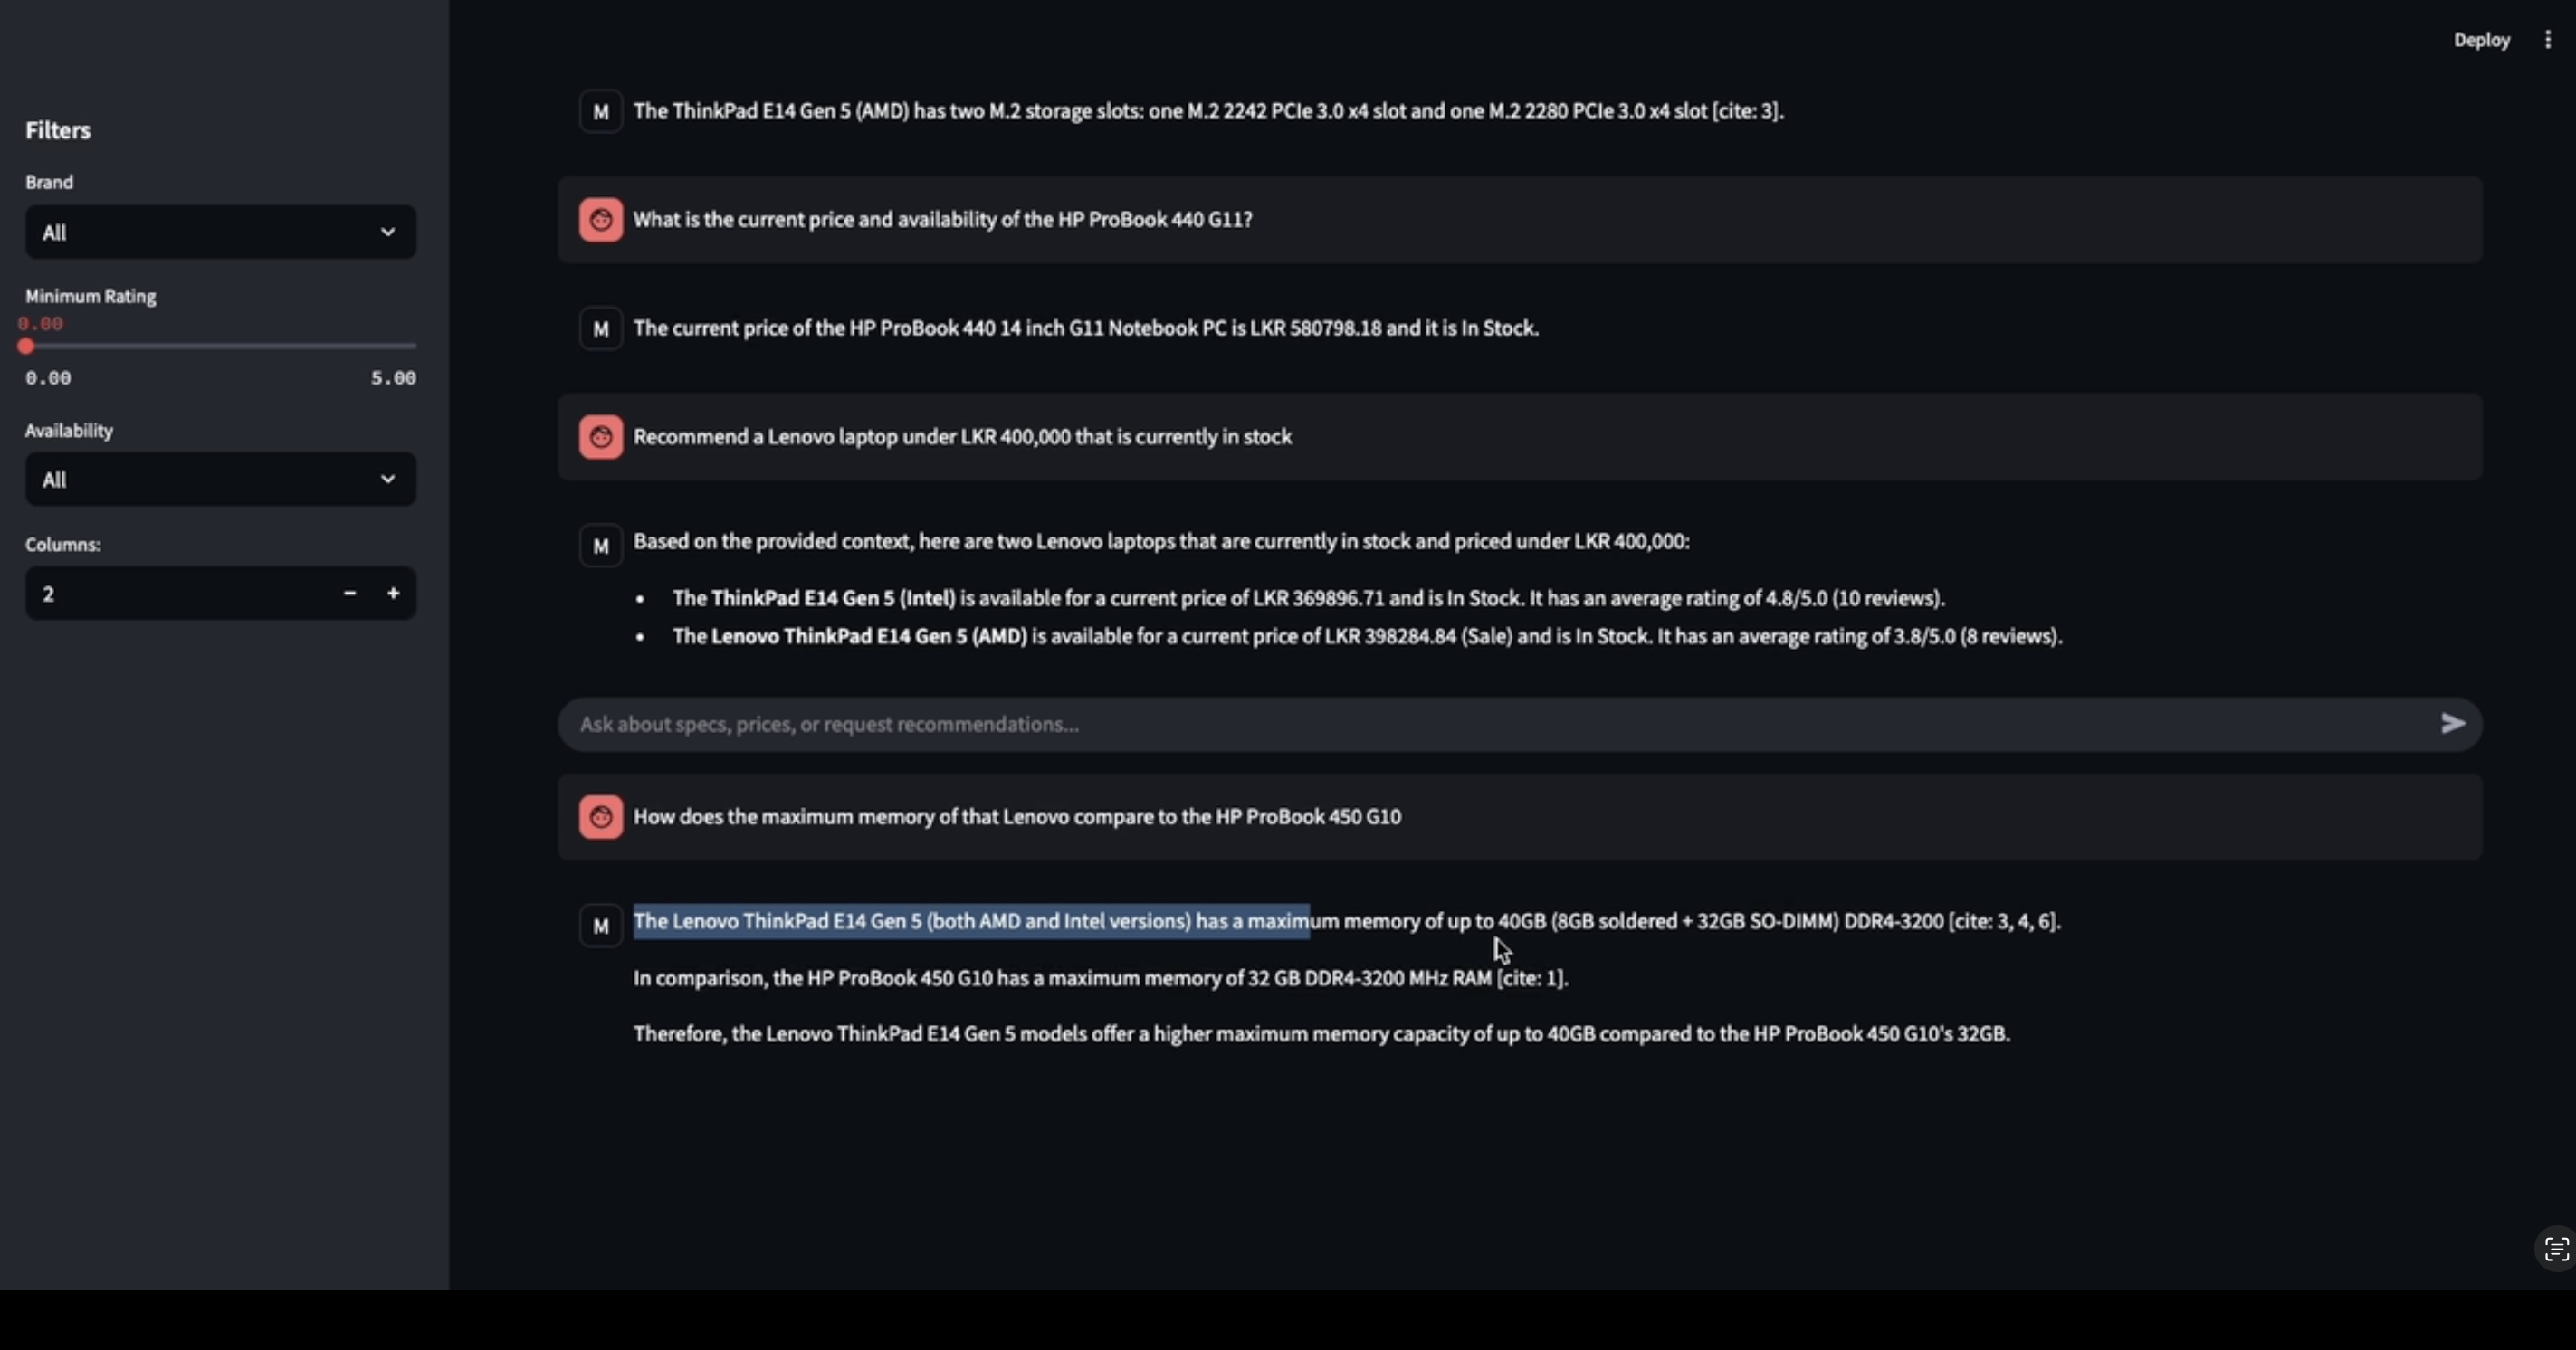 Deploy
Filters
Brand
All
Minimum Rating
0.00
0.00 5.00
Availability
All
Columns:
2 - +
M The ThinkPad E14 Gen 5 (AMD) has two M.2 storage slots: one M.2 2242 PCIe 3.0 x4 slot and one M.2 2280 PCIe 3.0 x4 slot [cite: 3].
What is the current price and availability of the HP ProBook 440 G11?
M The current price of the HP ProBook 440 14 inch G11 Notebook PC is LKR 580798.18 and it is In Stock.
Recommend a Lenovo laptop under LKR 400,000 that is currently in stock
M Based on the provided context, here are two Lenovo laptops that are currently in stock and priced under LKR 400,000:
• The ThinkPad E14 Gen 5 (Intel) is available for a current price of LKR 369896.71 and is In Stock. It has an average rating of 4.8/5.0 (10 reviews).
• The Lenovo ThinkPad E14 Gen 5 (AMD) is available for a current price of LKR 398284.84 (Sale) and is In Stock. It has an average rating of 3.8/5.0 (8 reviews).
Ask about specs, prices, or request recommendations...
How does the maximum memory of that Lenovo compare to the HP ProBook 450 G10
M The Lenovo ThinkPad E14 Gen 5 (both AMD and Intel versions) has a maximum memory of up to 40GB (8GB soldered + 32GB SO-DIMM) DDR4-3200 [cite: 3, 4, 6].
In comparison, the HP ProBook 450 G10 has a maximum memory of 32 GB DDR4-3200 MHz RAM [cite: 1].
Therefore, the Lenovo ThinkPad E14 Gen 5 models offer a higher maximum memory capacity of up to 40GB compared to the HP ProBook 450 G10's 32GB.